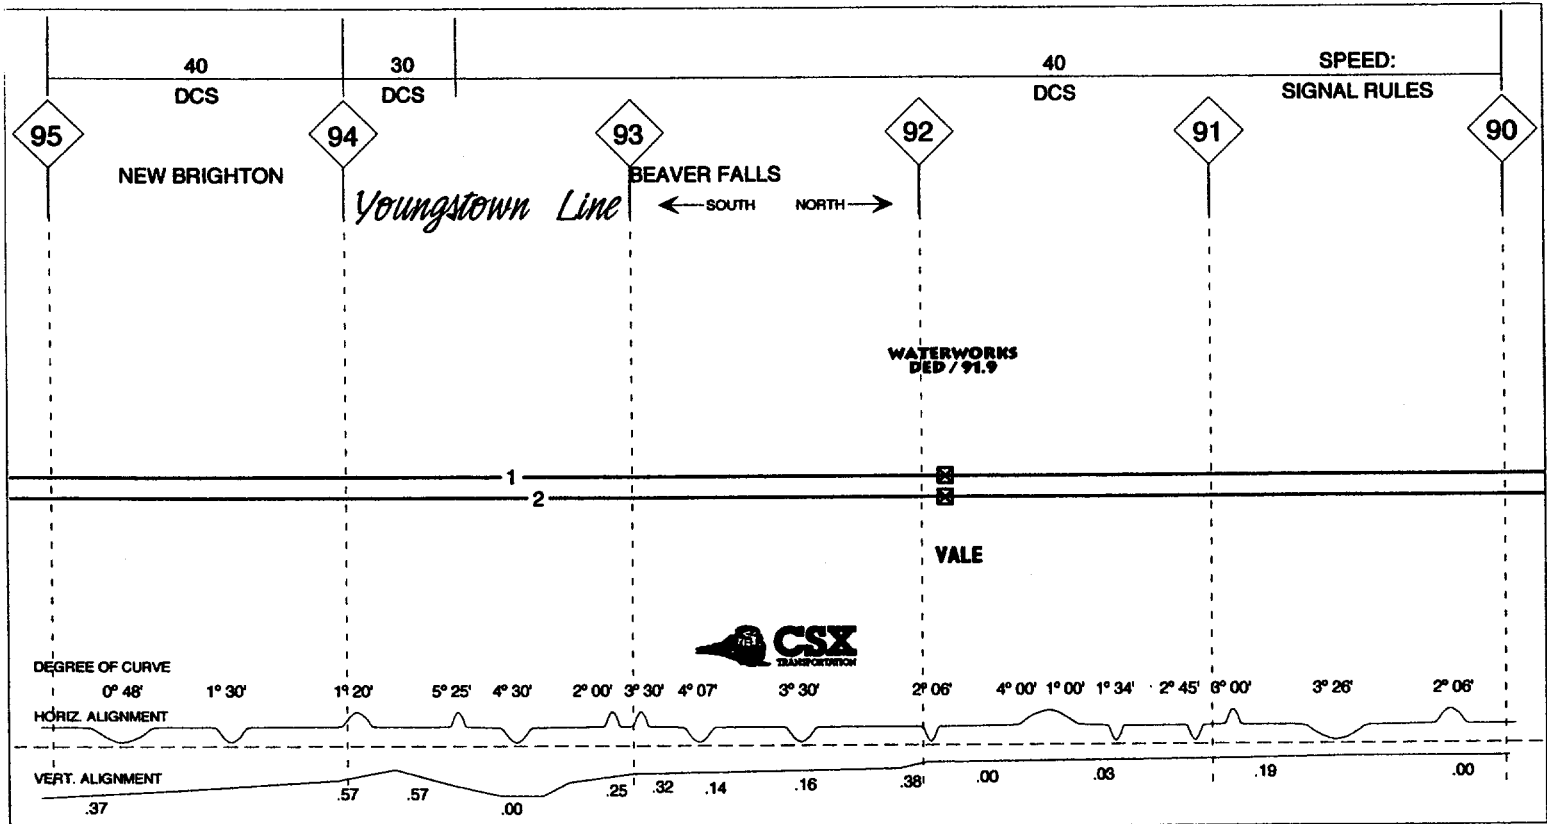 40 30 40 SPEED:
DCS DCS DCS SIGNAL RULES
95 94 93 92 91 90
NEW BRIGHTON BEAVER FALLS
Youngstown Line SOUTH NORTH
WATERWORKS
DED / 91.9
1
2
VALE
CSX
TRANSPORTATION
DEGREE OF CURVE
0° 48' 1° 30' 1° 20' 5° 25' 4° 30' 2° 00' 3° 30' 4° 07' 3° 30' 2° 06' 4° 00' 1° 00' 1° 34' 2° 45' 6° 00' 3° 26' 2° 06'
HORIZ. ALIGNMENT
VERT. ALIGNMENT
.37 .57 .57 .00 .25 .32 .14 .16 .38 .00 .03 .19 .00